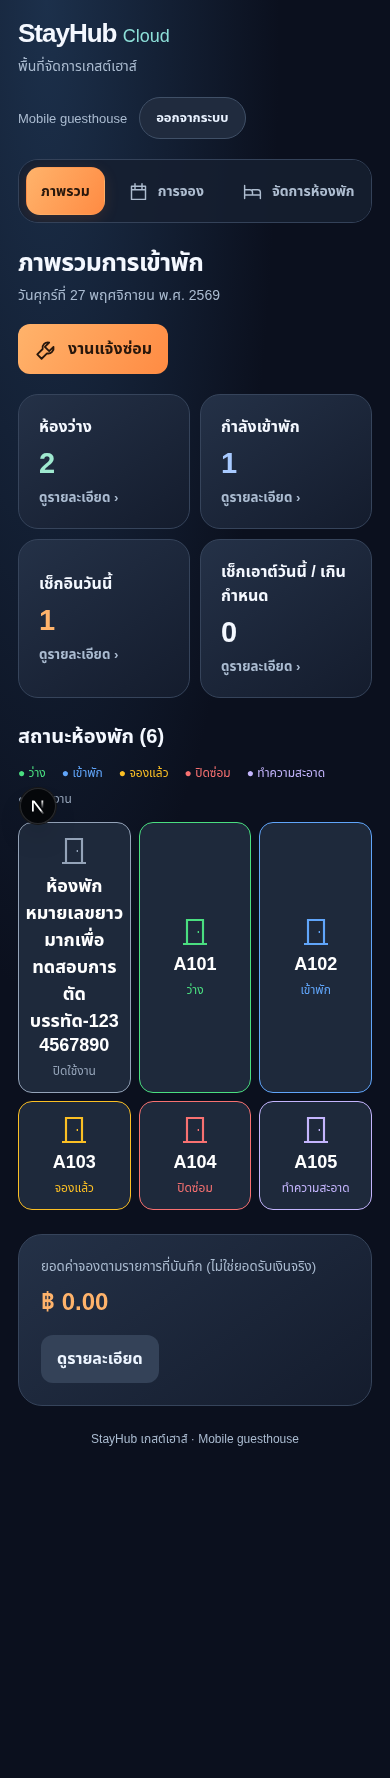 StayHub Cloud
พื้นที่จัดการเกสต์เฮาส์
Mobile guesthouse ออกจากระบบ
ภาพรวม การจอง จัดการห้องพัก
ภาพรวมการเข้าพัก
วันศุกร์ที่ 27 พฤศจิกายน พ.ศ. 2569
งานแจ้งซ่อม
ห้องว่าง
2
ดูรายละเอียด ›
กำลังเข้าพัก
1
ดูรายละเอียด ›
เช็กอินวันนี้
1
ดูรายละเอียด ›
เช็กเอาต์วันนี้ / เกิน
กำหนด
0
ดูรายละเอียด ›
สถานะห้องพัก (6)
● ว่าง ● เข้าพัก ● จองแล้ว ● ปิดซ่อม ● ทำความสะอาด
N
ห้องพัก
หมายเลขยาว
มากเพื่อ
ทดสอบการ
ตัด
บรรทัด-123
4567890
ปิดใช้งาน
A101
ว่าง
A102
เข้าพัก
A103
จองแล้ว
A104
ปิดซ่อม
A105
ทำความสะอาด
ยอดค่าจองตามรายการที่บันทึก (ไม่ใช่ยอดรับเงินจริง)
฿ 0.00
ดูรายละเอียด
StayHub เกสต์เฮาส์ · Mobile guesthouse